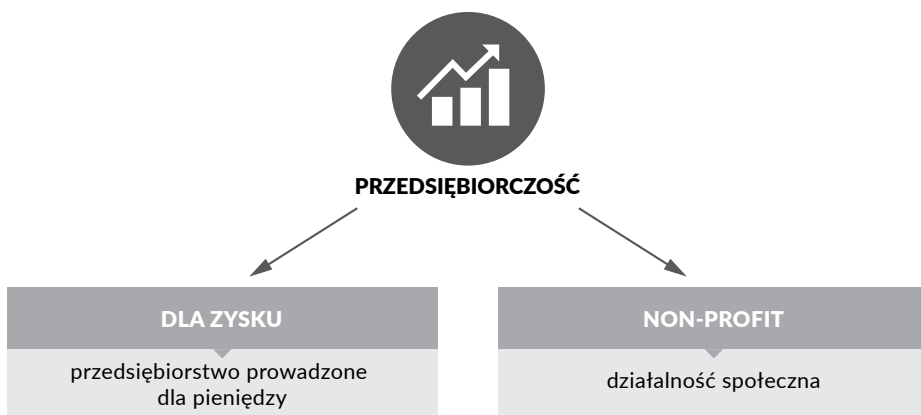 PRZEDSIĘBIORCZOŚĆ
DLA ZYSKU
przedsiębiorstwo prowadzone
dla pieniędzy
NON-PROFIT
działalność społeczna